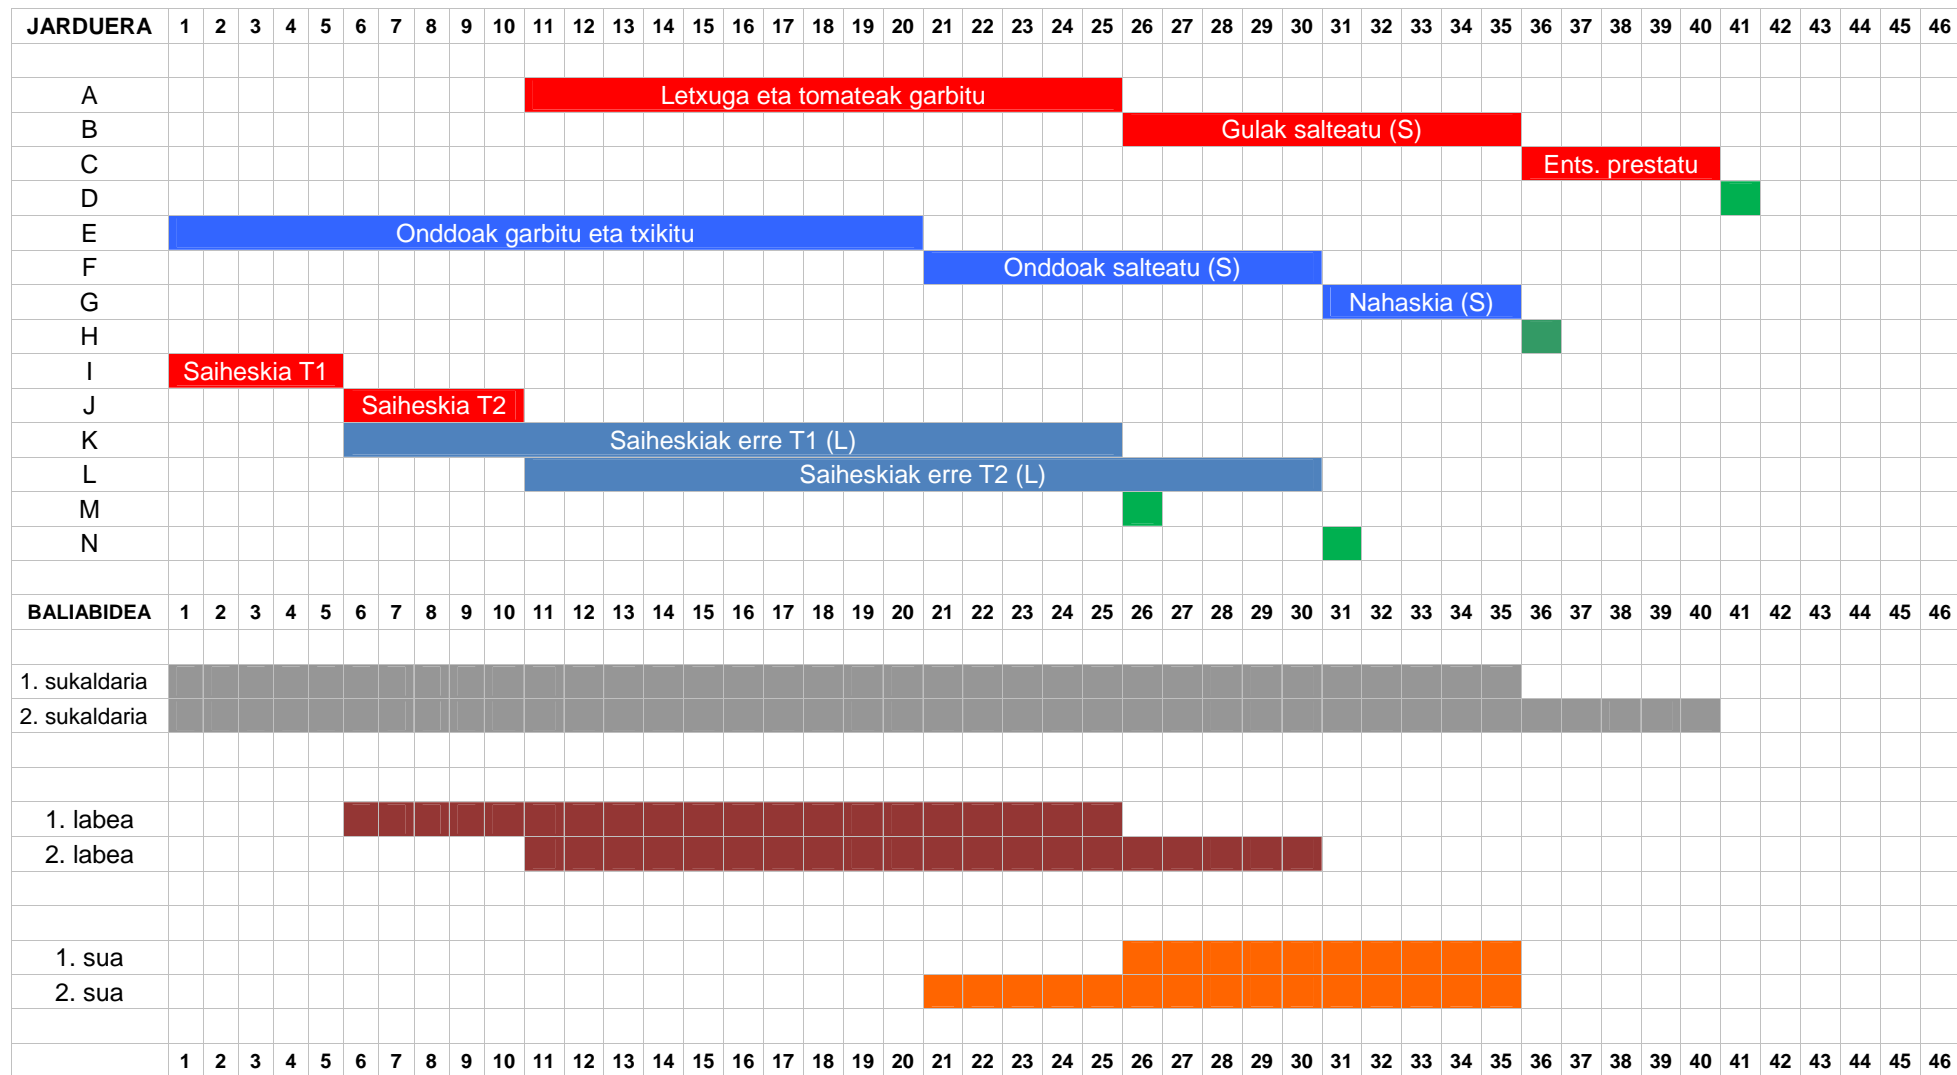 JARDUERA 1 2 3 4 5 6 7 8 9 10 11 12 13 14 15 16 17 18 19 20 21 22 23 24 25 26 27 28 29 30 31 32 33 34 35 36 37 38 39 40 41 42 43 44 45 46
A Letxuga eta tomateak garbitu
B Gulak salteatu (S)
C Ents. prestatu
D
E Onddoak garbitu eta txikitu
F Onddoak salteatu (S)
G Nahaskia (S)
H
I Saiheskia T1
J Saiheskia T2
K Saiheskiak erre T1 (L)
L Saiheskiak erre T2 (L)
M
N
BALIABIDEA 1 2 3 4 5 6 7 8 9 10 11 12 13 14 15 16 17 18 19 20 21 22 23 24 25 26 27 28 29 30 31 32 33 34 35 36 37 38 39 40 41 42 43 44 45 46
1. sukaldaria
2. sukaldaria
1. labea
2. labea
1. sua
2. sua
1 2 3 4 5 6 7 8 9 10 11 12 13 14 15 16 17 18 19 20 21 22 23 24 25 26 27 28 29 30 31 32 33 34 35 36 37 38 39 40 41 42 43 44 45 46